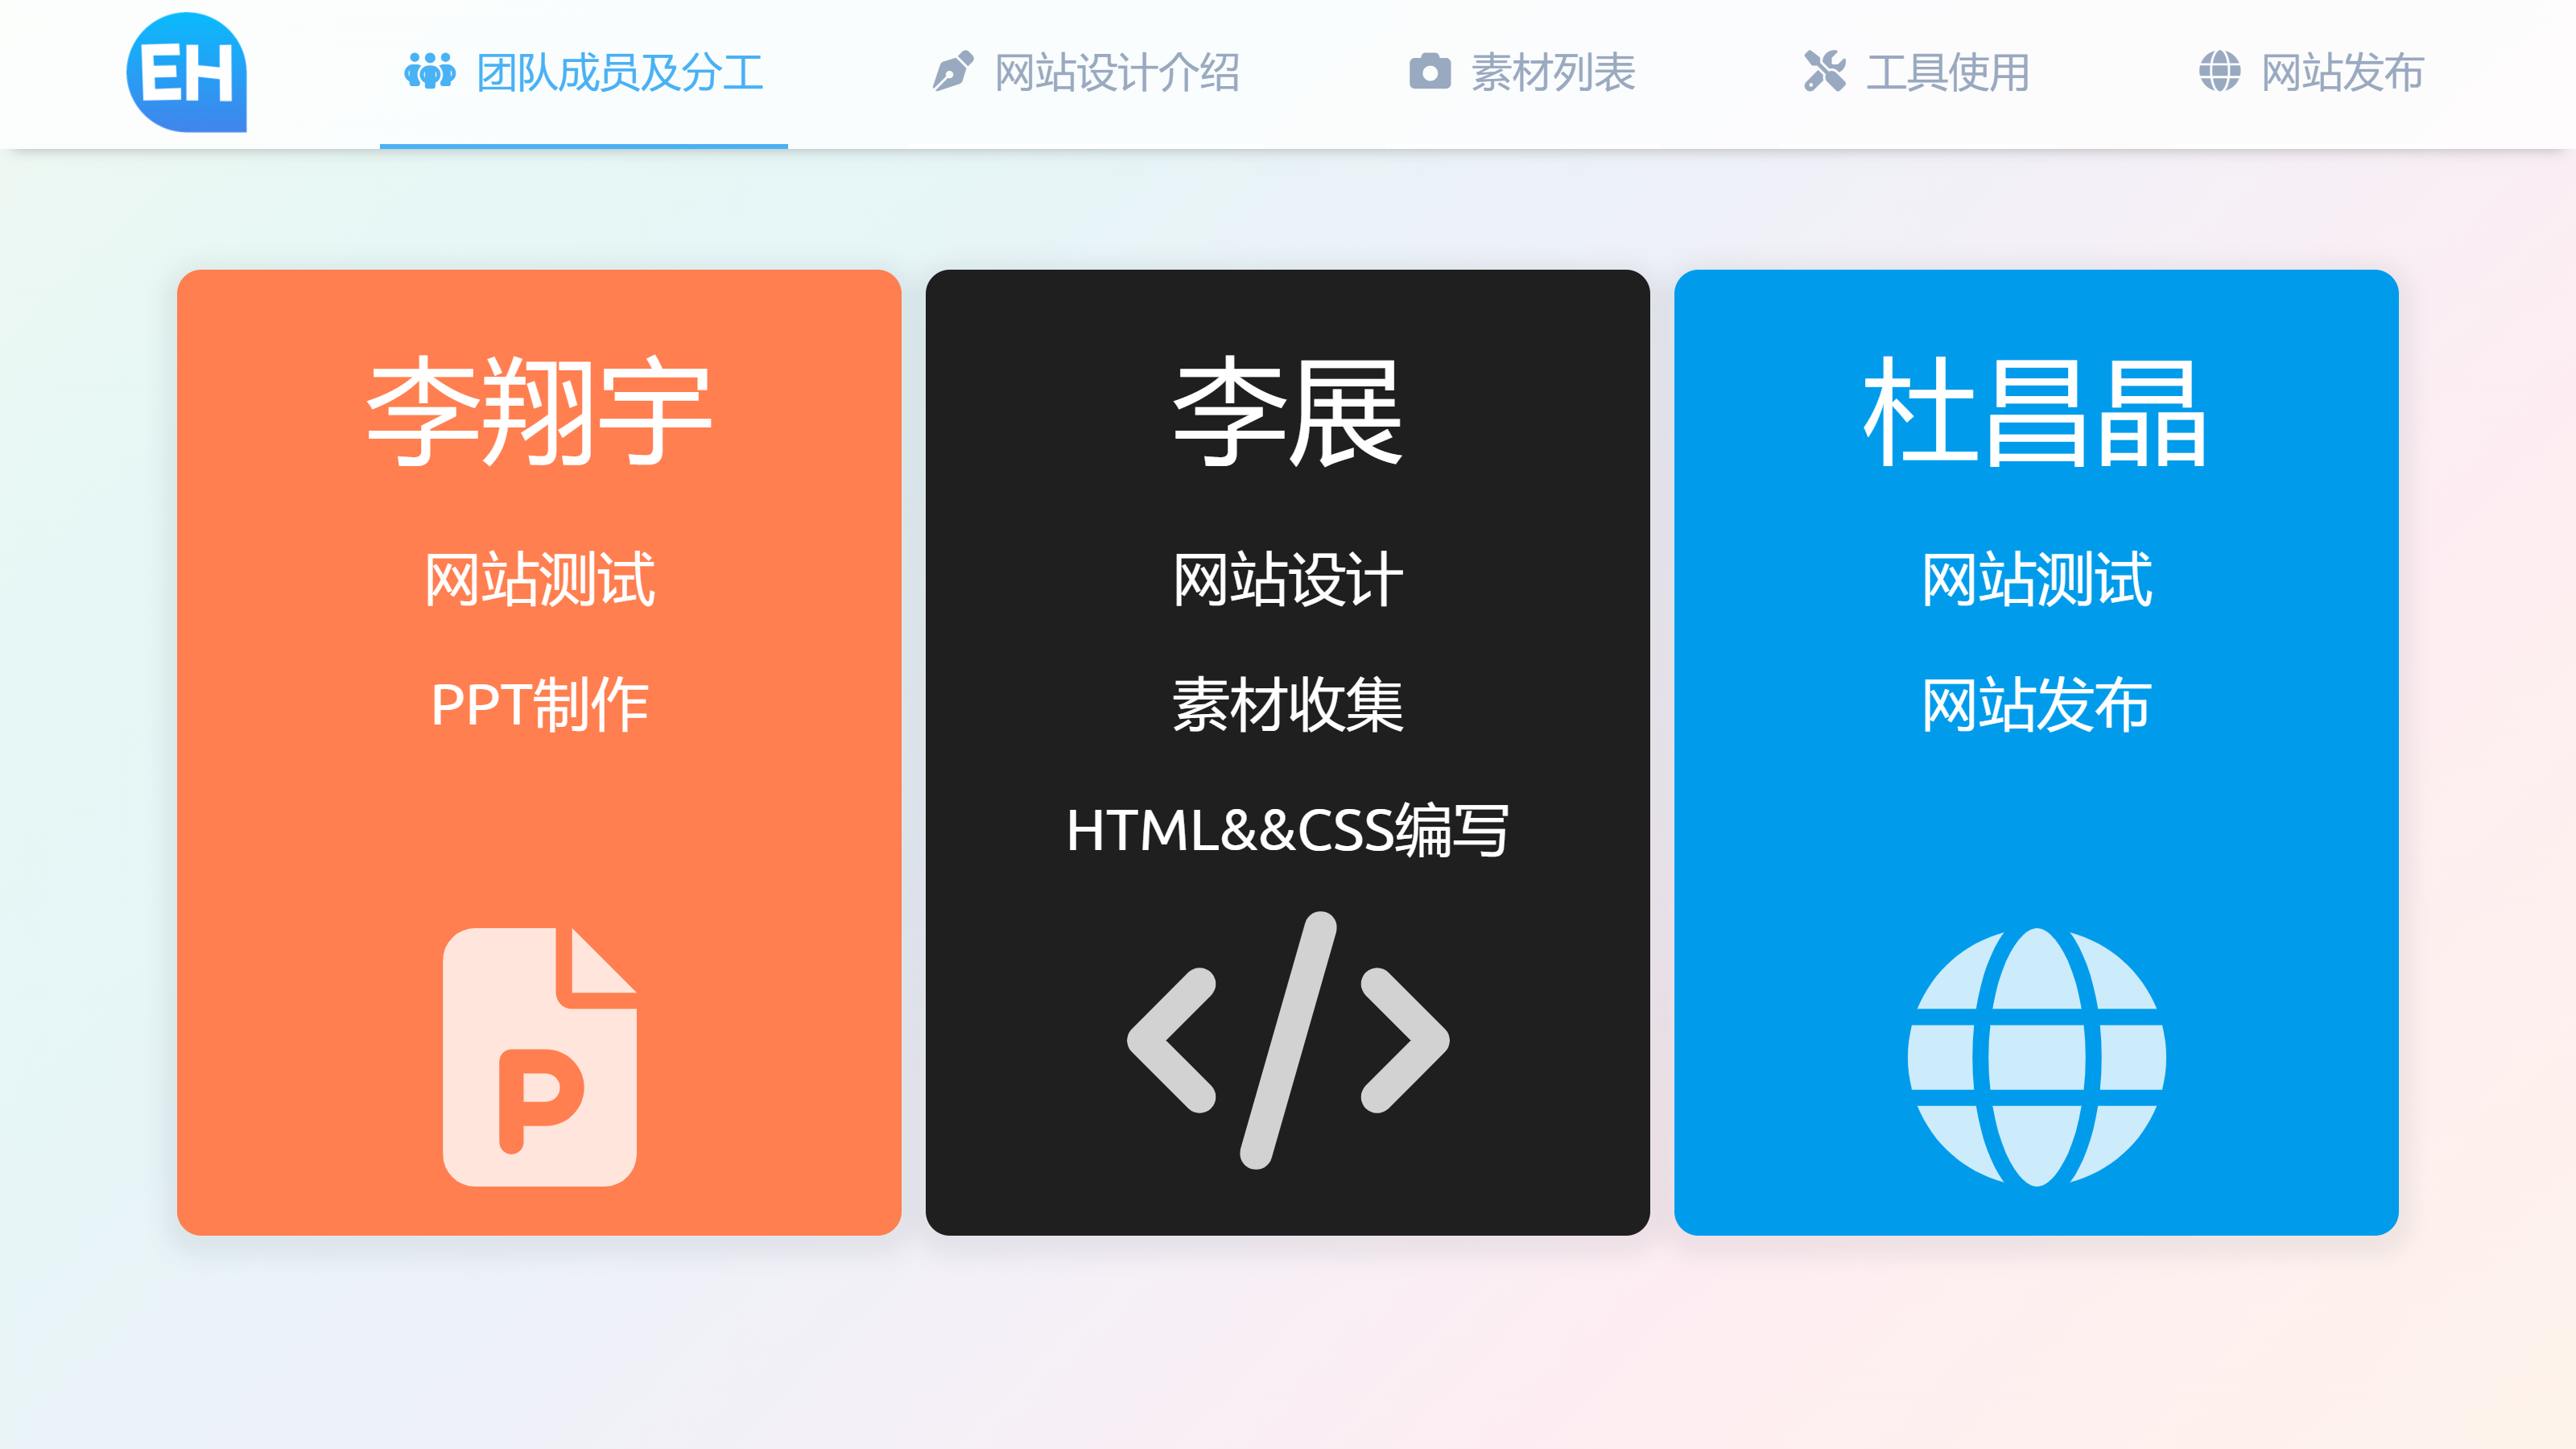 EH
团队成员及分工
网站设计介绍
素材列表
工具使用
网站发布
李翔宇
网站测试
PPT制作
P
李展
网站设计
素材收集
HTML&&CSS编写
杜昌晶
网站测试
网站发布